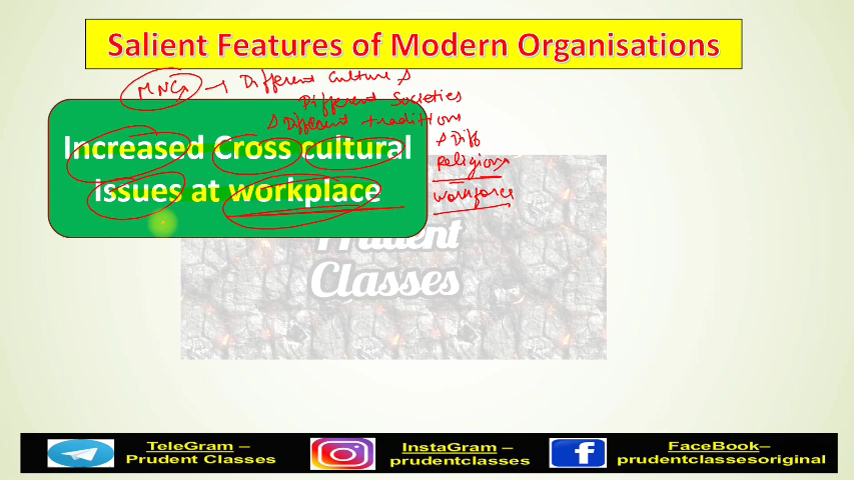 Salient Features of Modern Organisations
MNCs → Different Cultures
Different Societies
Different traditions
Diff
Religions
workforce
Increased Cross cultural
issues at workplace
Prudent
Classes
TeleGram –
Prudent Classes
InstaGram –
prudentclasses
FaceBook–
prudentclassesoriginal